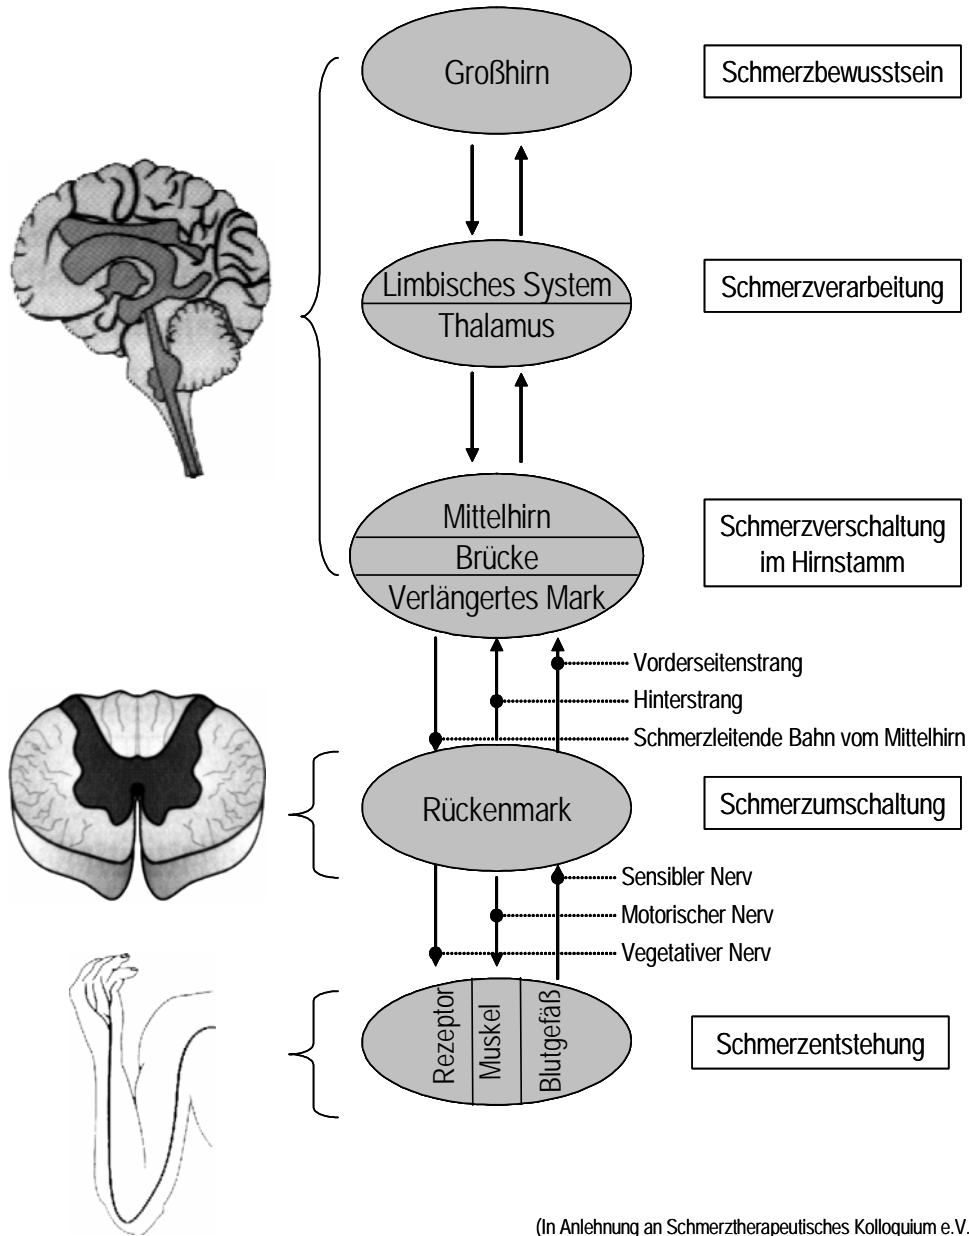 Großhirn
Schmerzbewusstsein
Limbisches System
Thalamus
Schmerzverarbeitung
Mittelhirn
Brücke
Verlängertes Mark
Schmerzverschaltung
im Hirnstamm
Vorderseitenstrang
Hinterstrang
Schmerzleitende Bahn vom Mittelhirn
Rückenmark
Schmerzumschaltung
Sensibler Nerv
Motorischer Nerv
Vegetativer Nerv
Rezeptor
Muskel
Blutgefäß
Schmerzentstehung
(In Anlehnung an Schmerztherapeutisches Kolloquium e.V.